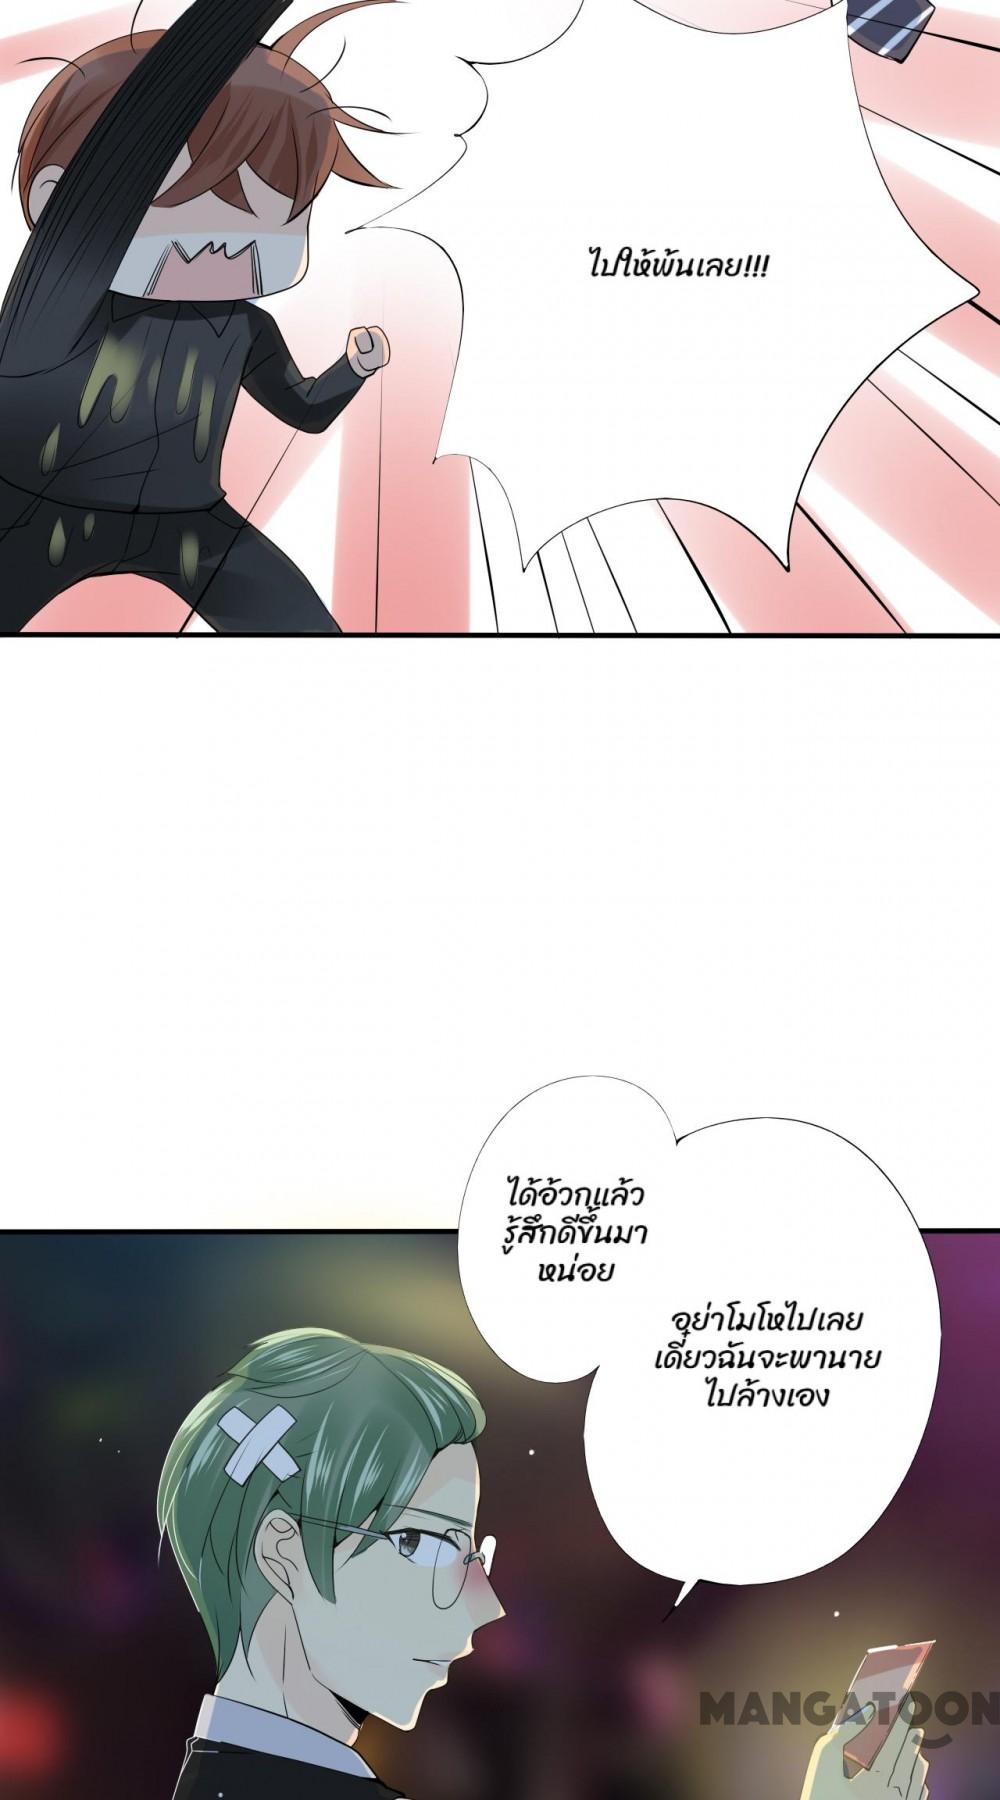 ไปให้พ้นเลย!!!
ได้อ้วกแล้ว
รู้สึกดีขึ้นมา
หน่อย
อย่าโมโหไปเลย
เดี๋ยวฉันจะพานาย
ไปล้างเอง
MANGATOON